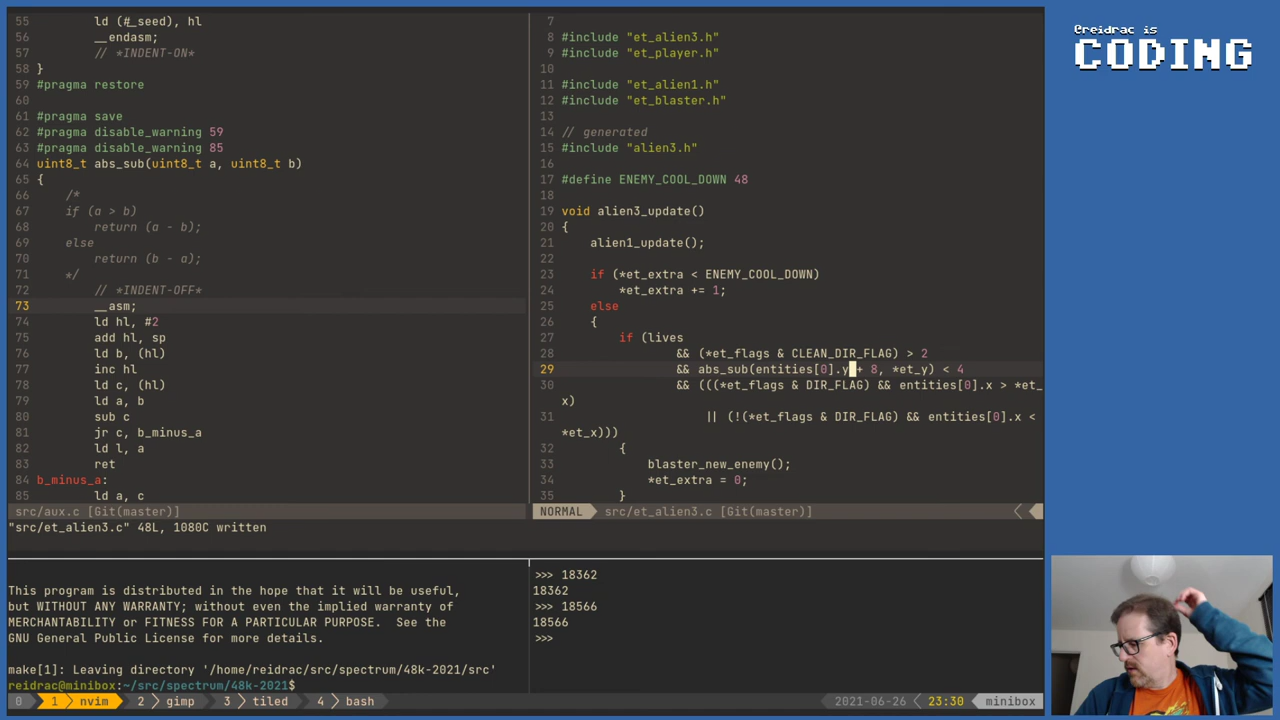 55 ld (#_seed), hl
56 __endasm;
57 // *INDENT-ON*
58 }
59 #pragma restore
60
61 #pragma save
62 #pragma disable_warning 59
63 #pragma disable_warning 85
64 uint8_t abs_sub(uint8_t a, uint8_t b)
65 {
66 /*
67 if (a > b)
68 return (a - b);
69 else
70 return (b - a);
71 */
72 // *INDENT-OFF*
73 __asm;
74 ld hl, #2
75 add hl, sp
76 ld b, (hl)
77 inc hl
78 ld c, (hl)
79 ld a, b
80 sub c
81 jr c, b_minus_a
82 ld l, a
83 ret
84 b_minus_a:
85 ld a, c
src/aux.c [Git(master)]
"src/et_alien3.c" 48L, 1080C written
7
8 #include "et_alien3.h"
9 #include "et_player.h"
10
11 #include "et_alien1.h"
12 #include "et_blaster.h"
13
14 // generated
15 #include "alien3.h"
16
17 #define ENEMY_COOL_DOWN 48
18
19 void alien3_update()
20 {
21 alien1_update();
22
23 if (*et_extra < ENEMY_COOL_DOWN)
24 *et_extra += 1;
25 else
26 {
27 if (lives
28 && (*et_flags & CLEAN_DIR_FLAG) > 2
29 && abs_sub(entities[0].y + 8, *et_y) < 4
30 && (((*et_flags & DIR_FLAG) && entities[0].x > *et_
x)
31 || (!(*et_flags & DIR_FLAG) && entities[0].x <
*et_x)))
32 {
33 blaster_new_enemy();
34 *et_extra = 0;
35 }
NORMAL src/et_alien3.c [Git(master)]
This program is distributed in the hope that it will be useful,
but WITHOUT ANY WARRANTY; without even the implied warranty of
MERCHANTABILITY or FITNESS FOR A PARTICULAR PURPOSE. See the
GNU General Public License for more details.
make[1]: Leaving directory '/home/reidrac/src/spectrum/48k-2021/src'
reidrac@minibox:~/src/spectrum/48k-2021$
>>> 18362
18362
>>> 18566
18566
>>>
0 1 nvim 2 gimp 3 tiled 4 bash 2021-06-26 23:30 minibox
@reidrac is
CODING